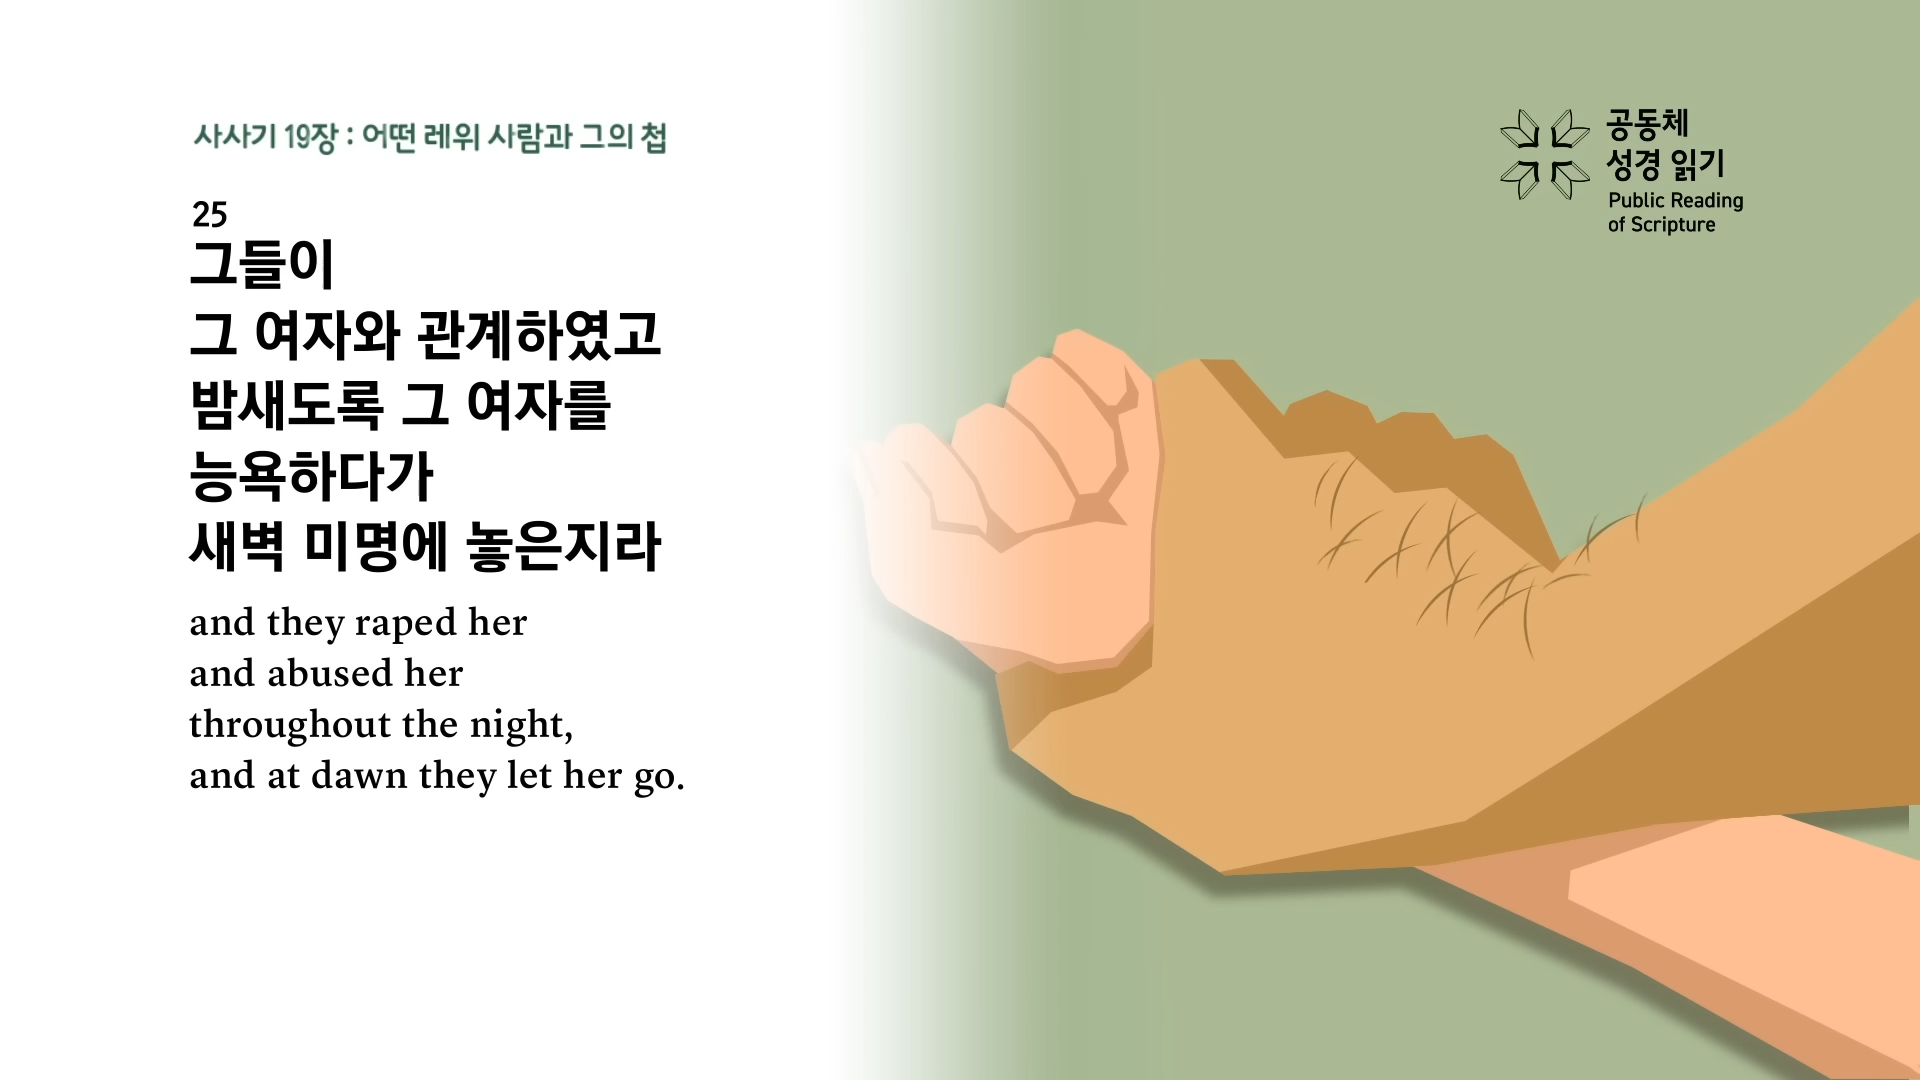 사사기 19장 : 어떤 레위 사람과 그의 첩
25
그들이
그 여자와 관계하였고
밤새도록 그 여자를
능욕하다가
새벽 미명에 놓은지라
and they raped her
and abused her
throughout the night,
and at dawn they let her go.
공동체
성경 읽기
Public Reading
of Scripture